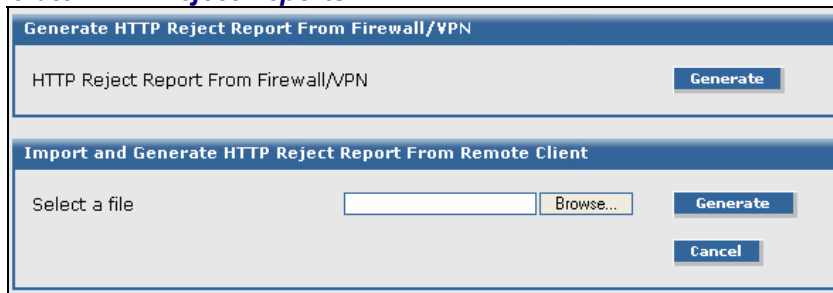 Reports
Generate HTTP Reject Report From Firewall/VPN
HTTP Reject Report From Firewall/VPN Generate
Import and Generate HTTP Reject Report From Remote Client
Select a file Browse... Generate
Cancel